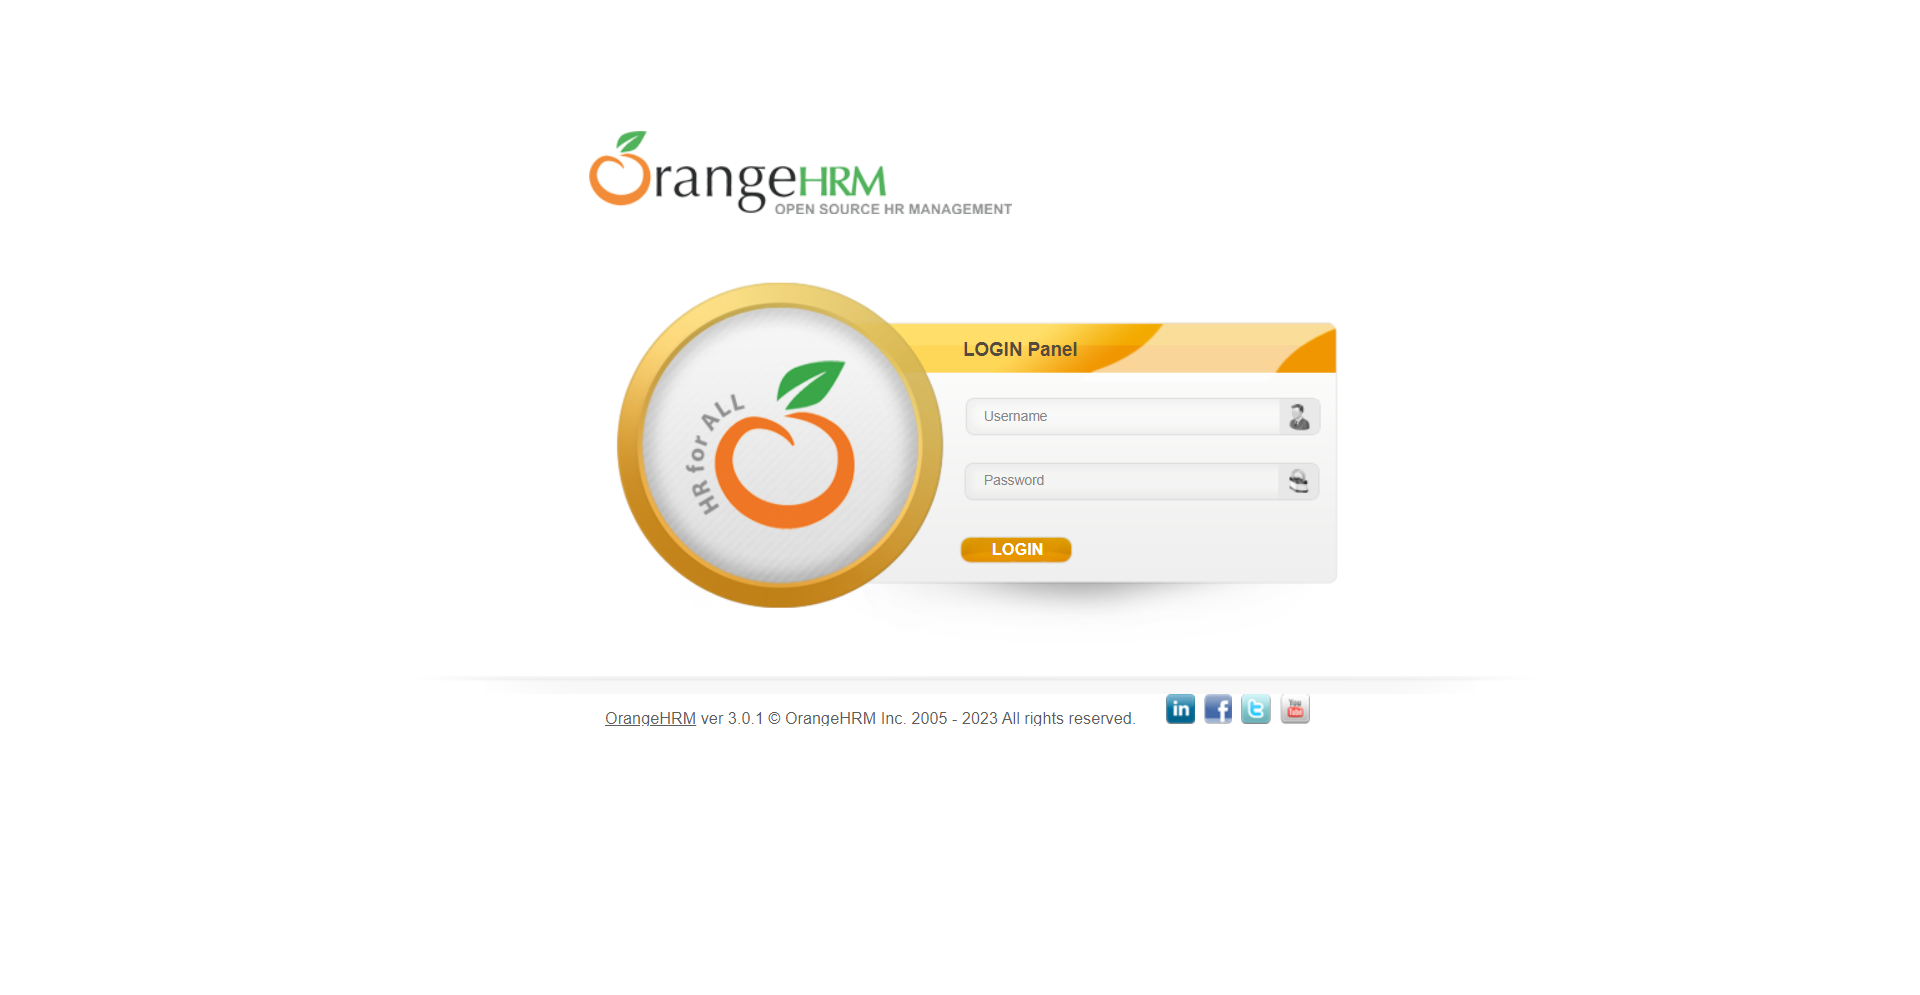 OrangeHRM
OPEN SOURCE HR MANAGEMENT
HR for ALL
LOGIN Panel
Username
Password
LOGIN
OrangeHRM ver 3.0.1 © OrangeHRM Inc. 2005 - 2023 All rights reserved.
in f t You Tube